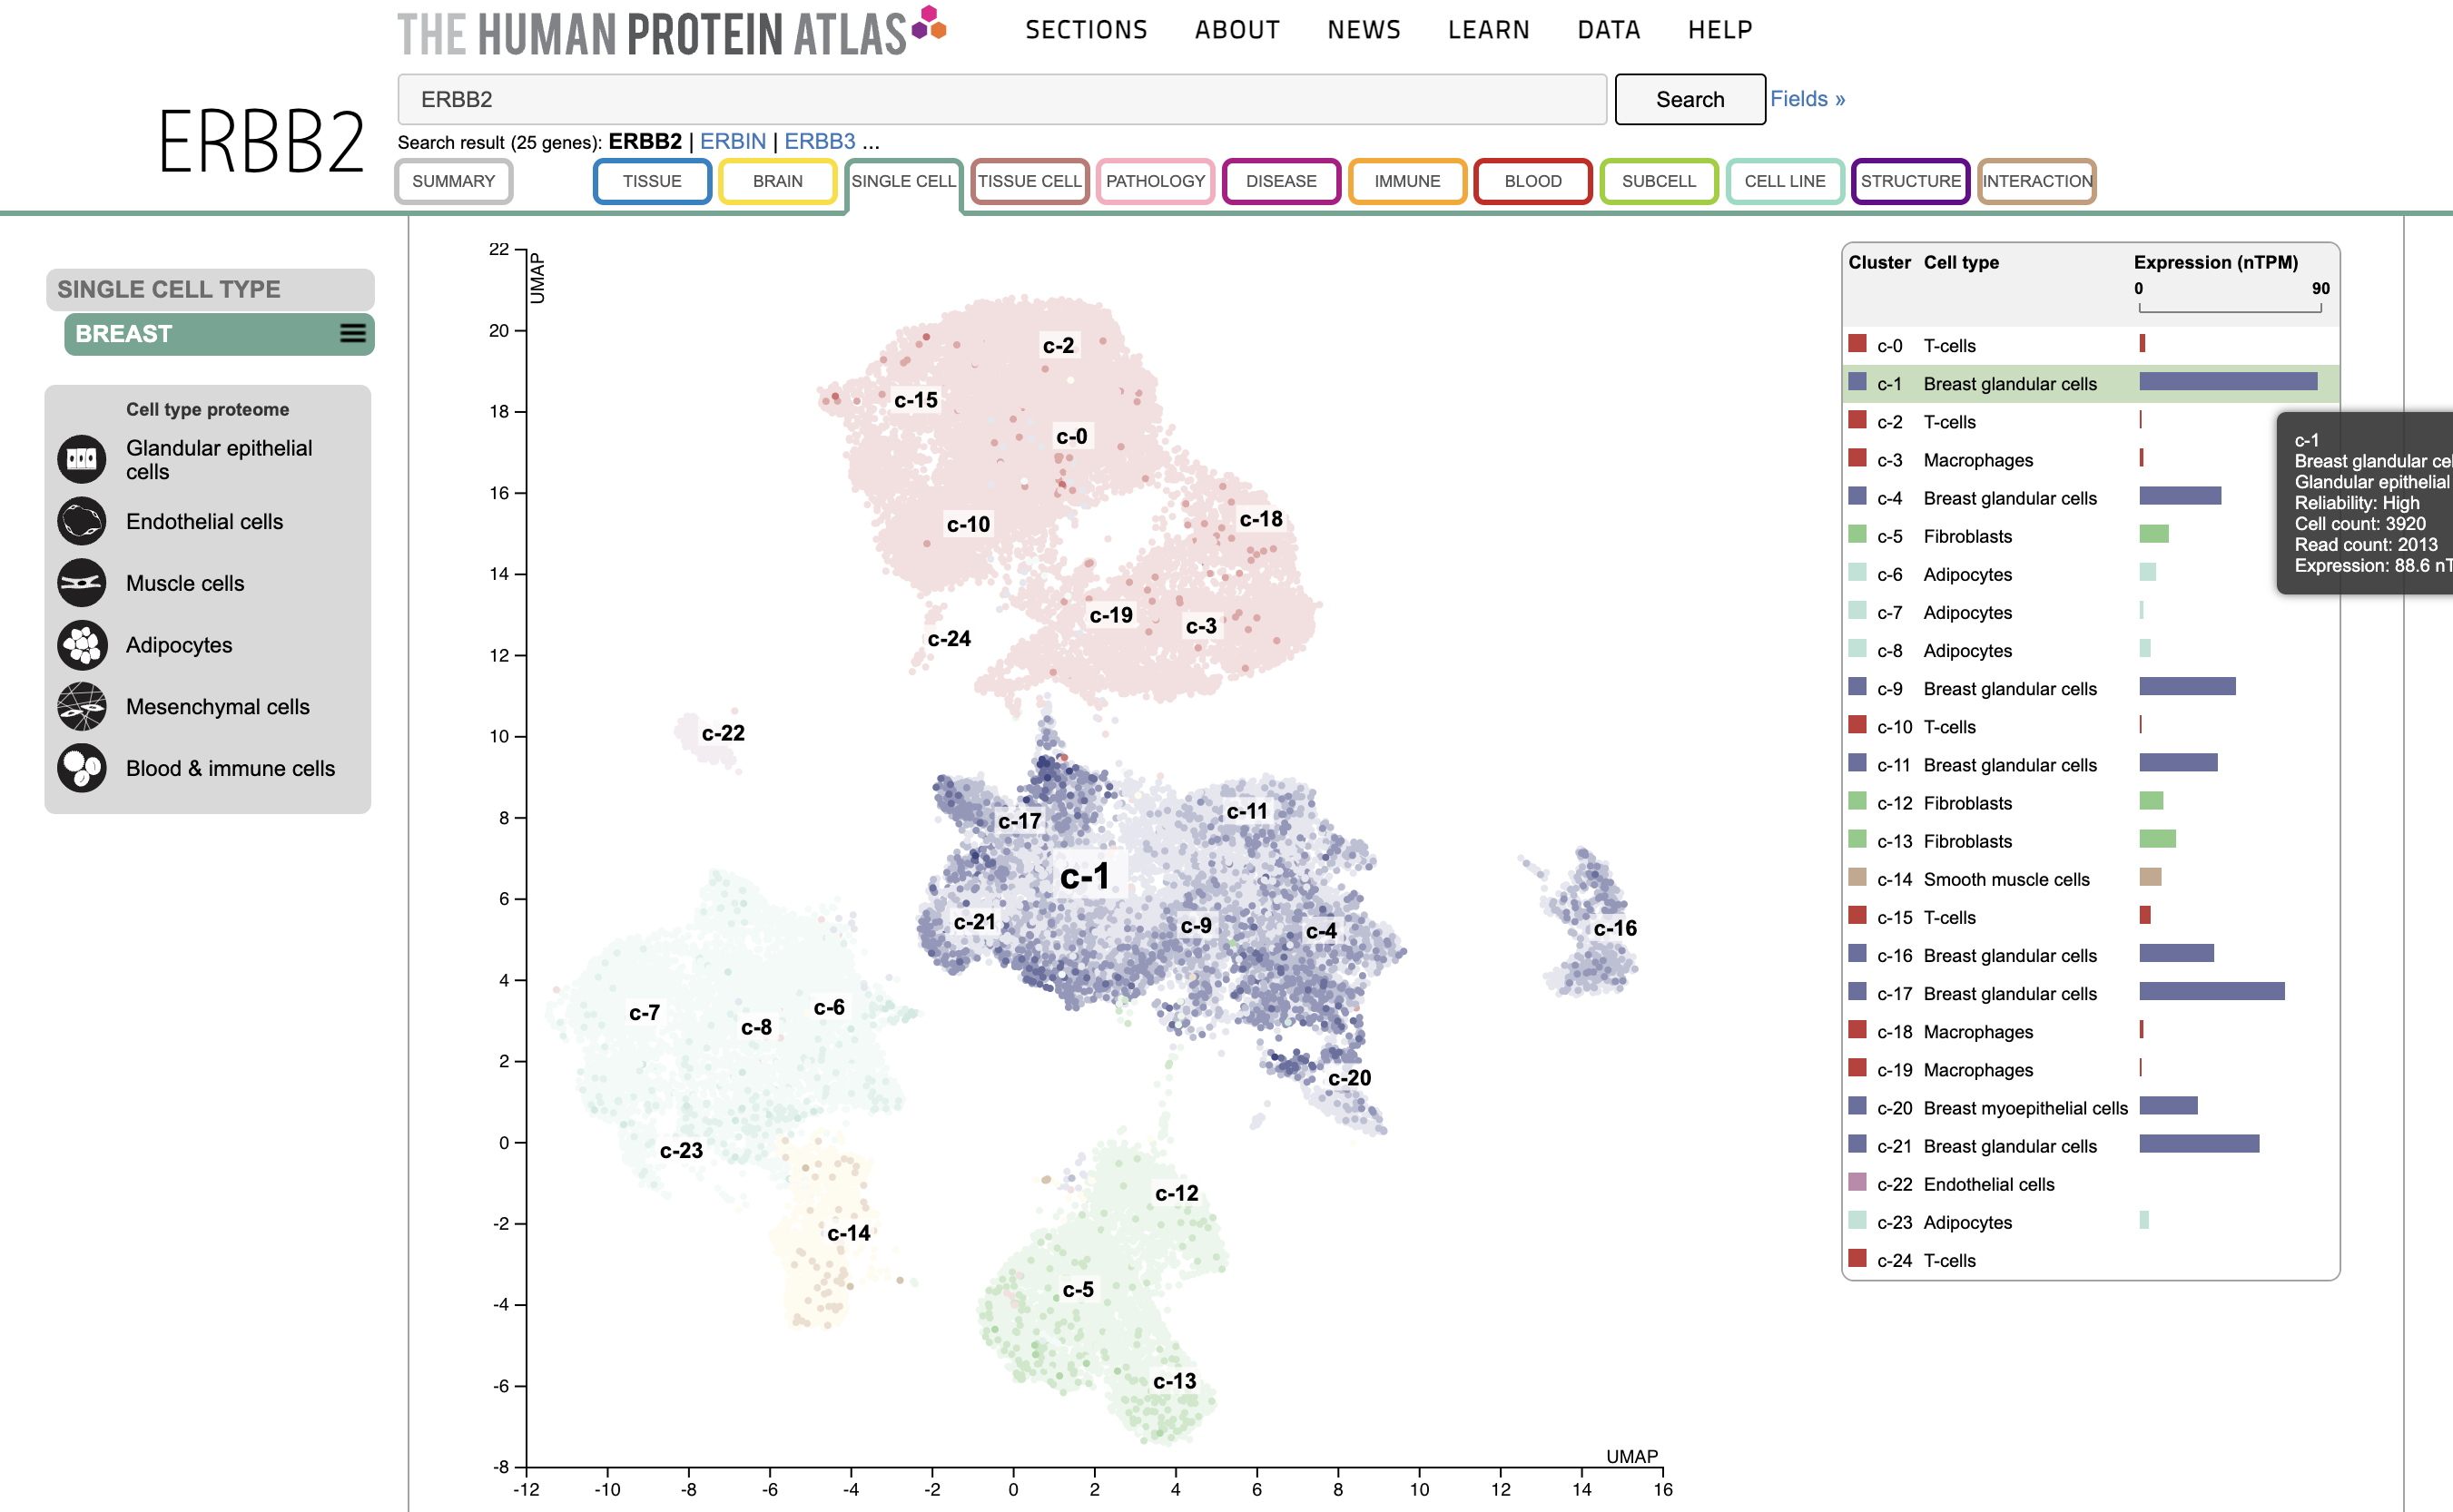 THE HUMAN PROTEIN ATLAS
SECTIONS ABOUT NEWS LEARN DATA HELP
ERBB2
ERBB2
Search
Fields »
Search result (25 genes): ERBB2 | ERBIN | ERBB3 ...
SUMMARY TISSUE BRAIN SINGLE CELL TISSUE CELL PATHOLOGY DISEASE IMMUNE BLOOD SUBCELL CELL LINE STRUCTURE INTERACTION
SINGLE CELL TYPE
BREAST
Cell type proteome
Glandular epithelial
cells
Endothelial cells
Muscle cells
Adipocytes
Mesenchymal cells
Blood & immune cells
UMAP
22
20
18
16
14
12
10
8
6
4
2
0
-2
-4
-6
-8
c-2
c-15
c-0
c-10
c-18
c-19
c-3
c-24
c-22
c-17
c-11
c-1
c-21
c-9
c-4
c-16
c-7
c-8
c-6
c-20
c-23
c-12
c-14
c-5
c-13
UMAP
-12 -10 -8 -6 -4 -2 0 2 4 6 8 10 12 14 16
Cluster Cell type Expression (nTPM)
0 90
c-0 T-cells
c-1 Breast glandular cells
c-2 T-cells
c-3 Macrophages
c-4 Breast glandular cells
c-5 Fibroblasts
c-6 Adipocytes
c-7 Adipocytes
c-8 Adipocytes
c-9 Breast glandular cells
c-10 T-cells
c-11 Breast glandular cells
c-12 Fibroblasts
c-13 Fibroblasts
c-14 Smooth muscle cells
c-15 T-cells
c-16 Breast glandular cells
c-17 Breast glandular cells
c-18 Macrophages
c-19 Macrophages
c-20 Breast myoepithelial cells
c-21 Breast glandular cells
c-22 Endothelial cells
c-23 Adipocytes
c-24 T-cells
c-1
Breast glandular cel
Glandular epithelial
Reliability: High
Cell count: 3920
Read count: 2013
Expression: 88.6 nT